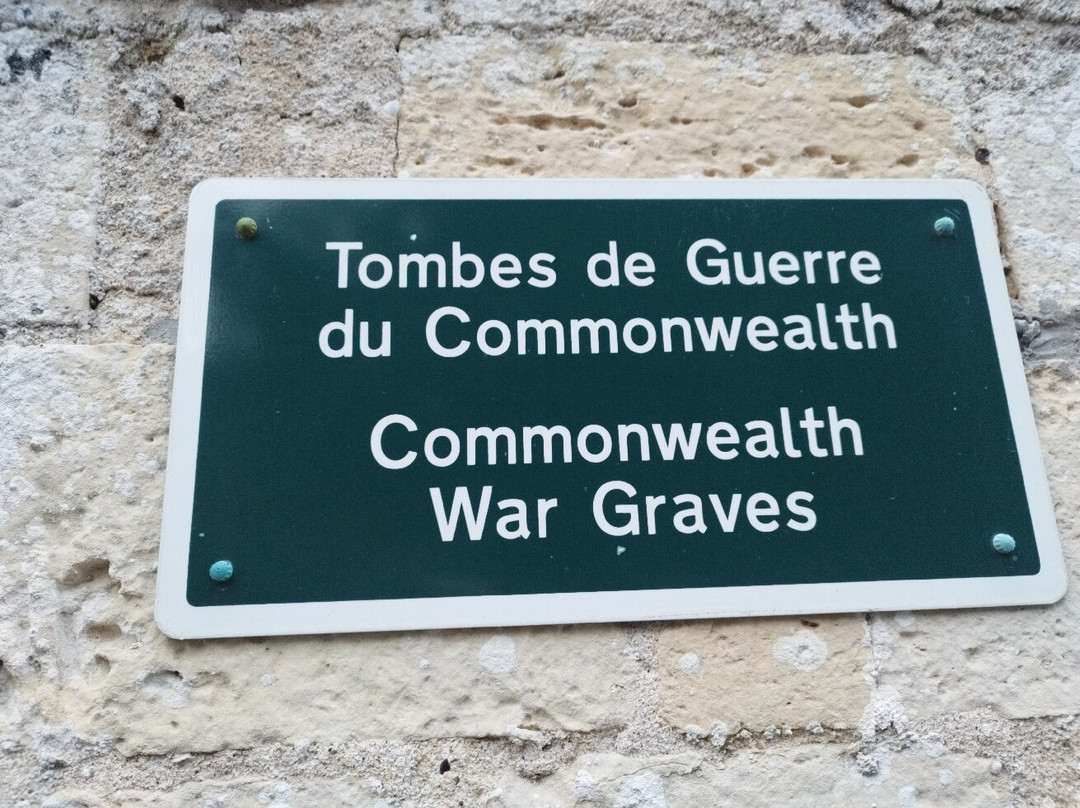 Tombes de Guerre
du Commonwealth
Commonwealth
War Graves